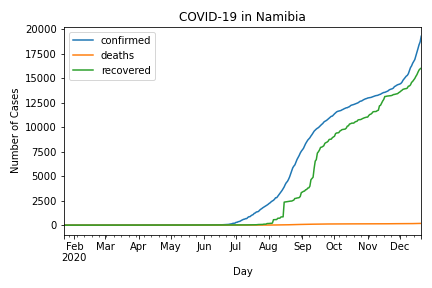 COVID-19 in Namibia
confirmed
deaths
recovered
Number of Cases
20000
17500
15000
12500
10000
7500
5000
2500
0
Feb Mar Apr May Jun Jul Aug Sep Oct Nov Dec
2020
Day